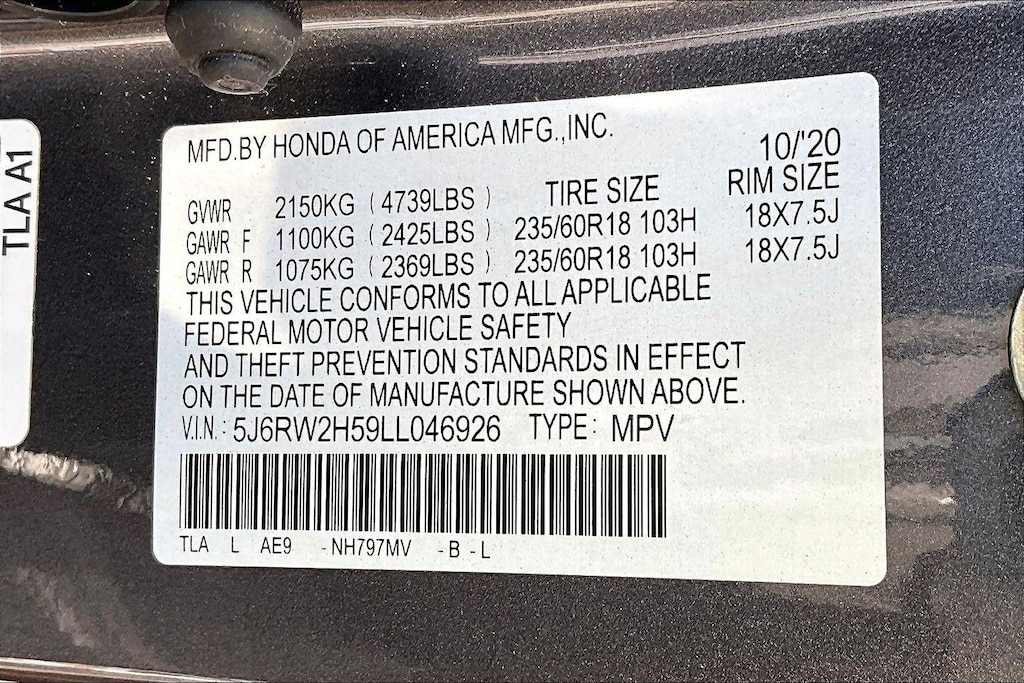 TLA A1
MFD.BY HONDA OF AMERICA MFG.,INC.
10/'20
TIRE SIZE RIM SIZE
GVWR 2150KG (4739LBS)
GAWR F 1100KG (2425LBS) 235/60R18 103H 18X7.5J
GAWR R 1075KG (2369LBS) 235/60R18 103H 18X7.5J
THIS VEHICLE CONFORMS TO ALL APPLICABLE
FEDERAL MOTOR VEHICLE SAFETY
AND THEFT PREVENTION STANDARDS IN EFFECT
ON THE DATE OF MANUFACTURE SHOWN ABOVE.
V.I.N.: 5J6RW2H59LL046926 TYPE: MPV
TLA L AE9 -NH797MV -B -L